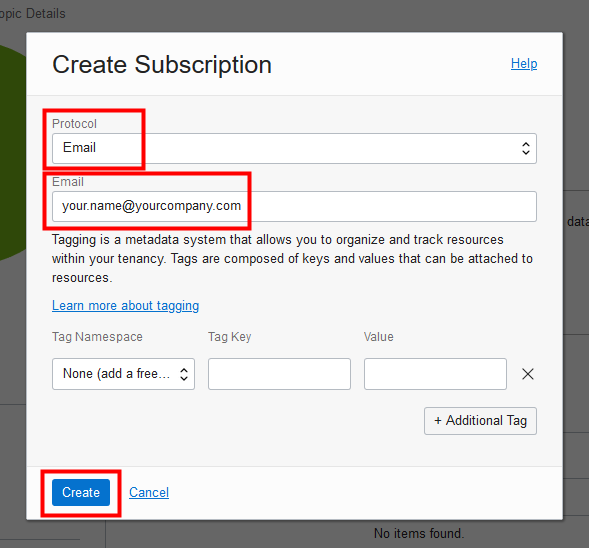 opic Details
Create Subscription
Help
Protocol
Email
Email
your.name@yourcompany.com
data
Tagging is a metadata system that allows you to organize and track resources
within your tenancy. Tags are composed of keys and values that can be attached to
resources.
Learn more about tagging
Tag Namespace Tag Key Value
None (add a free...
+ Additional Tag
Create Cancel
No items found.